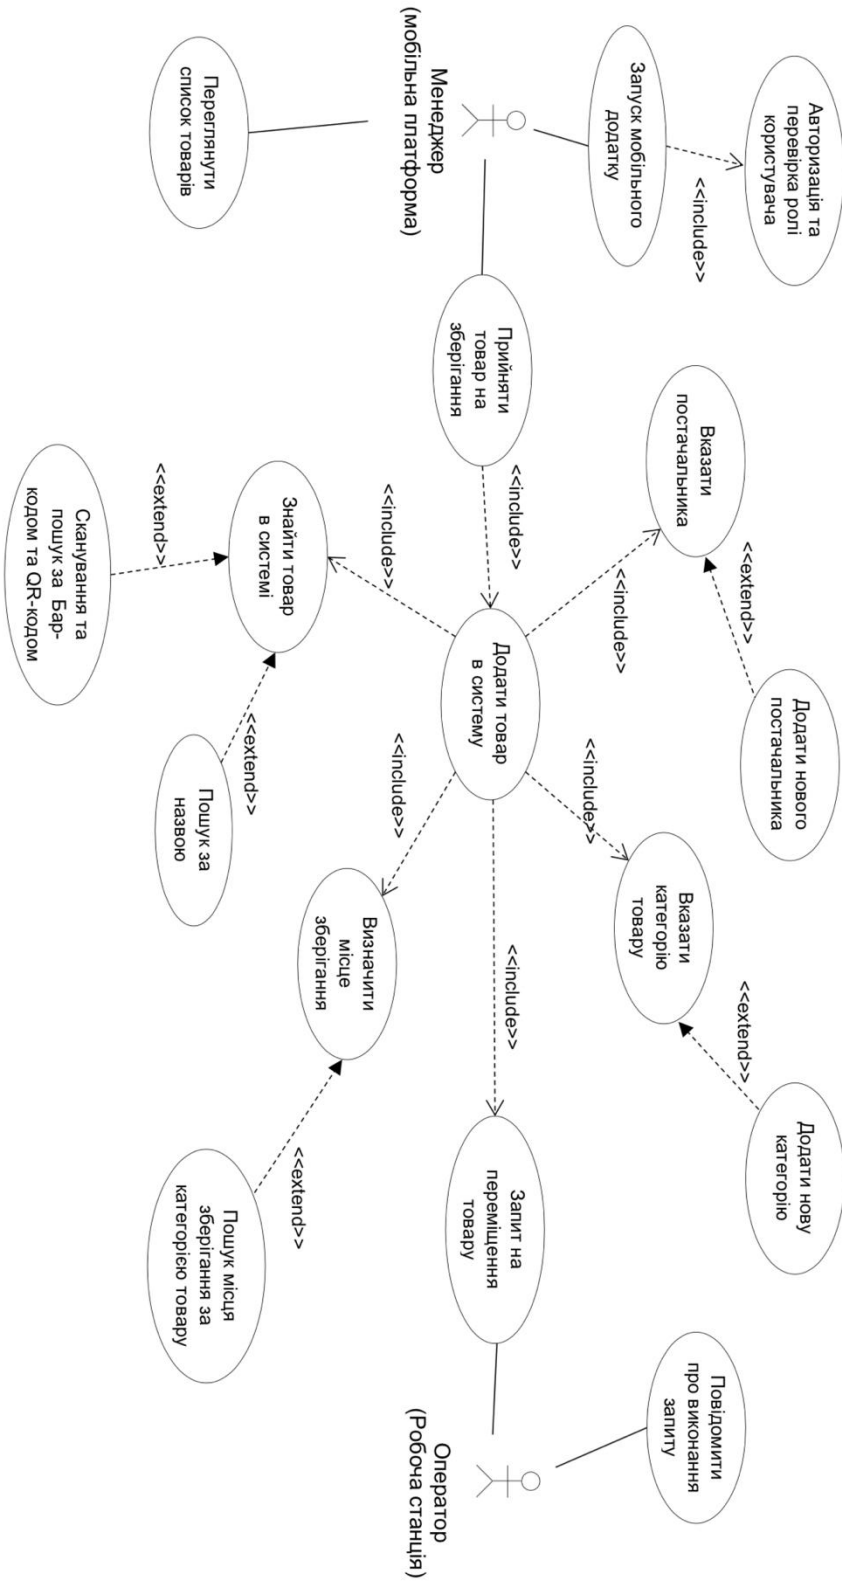 Авторизація та
перевірка ролі
користувача
<<include>>
Запуск мобільного
додатку
Менеджер
(мобільна платформа)
Переглянути
список товарів
Прийняти
товар на
зберігання
<<include>>
Вказати
постачальника
<<extend>>
Додати нового
постачальника
<<include>>
Додати товар
в систему
<<include>>
Знайти товар
в системі
<<extend>>
Сканування та
пошук за Бар-
кодом та QR-кодом
<<extend>>
Пошук за
назвою
<<include>>
Вказати
категорію
товару
<<extend>>
Додати нову
категорію
<<include>>
Визначити
місце
зберігання
<<extend>>
Пошук місця
зберігання за
категорією товару
<<include>>
Запит на
переміщення
товару
Повідомити
про виконання
запиту
Оператор
(Робоча станція)